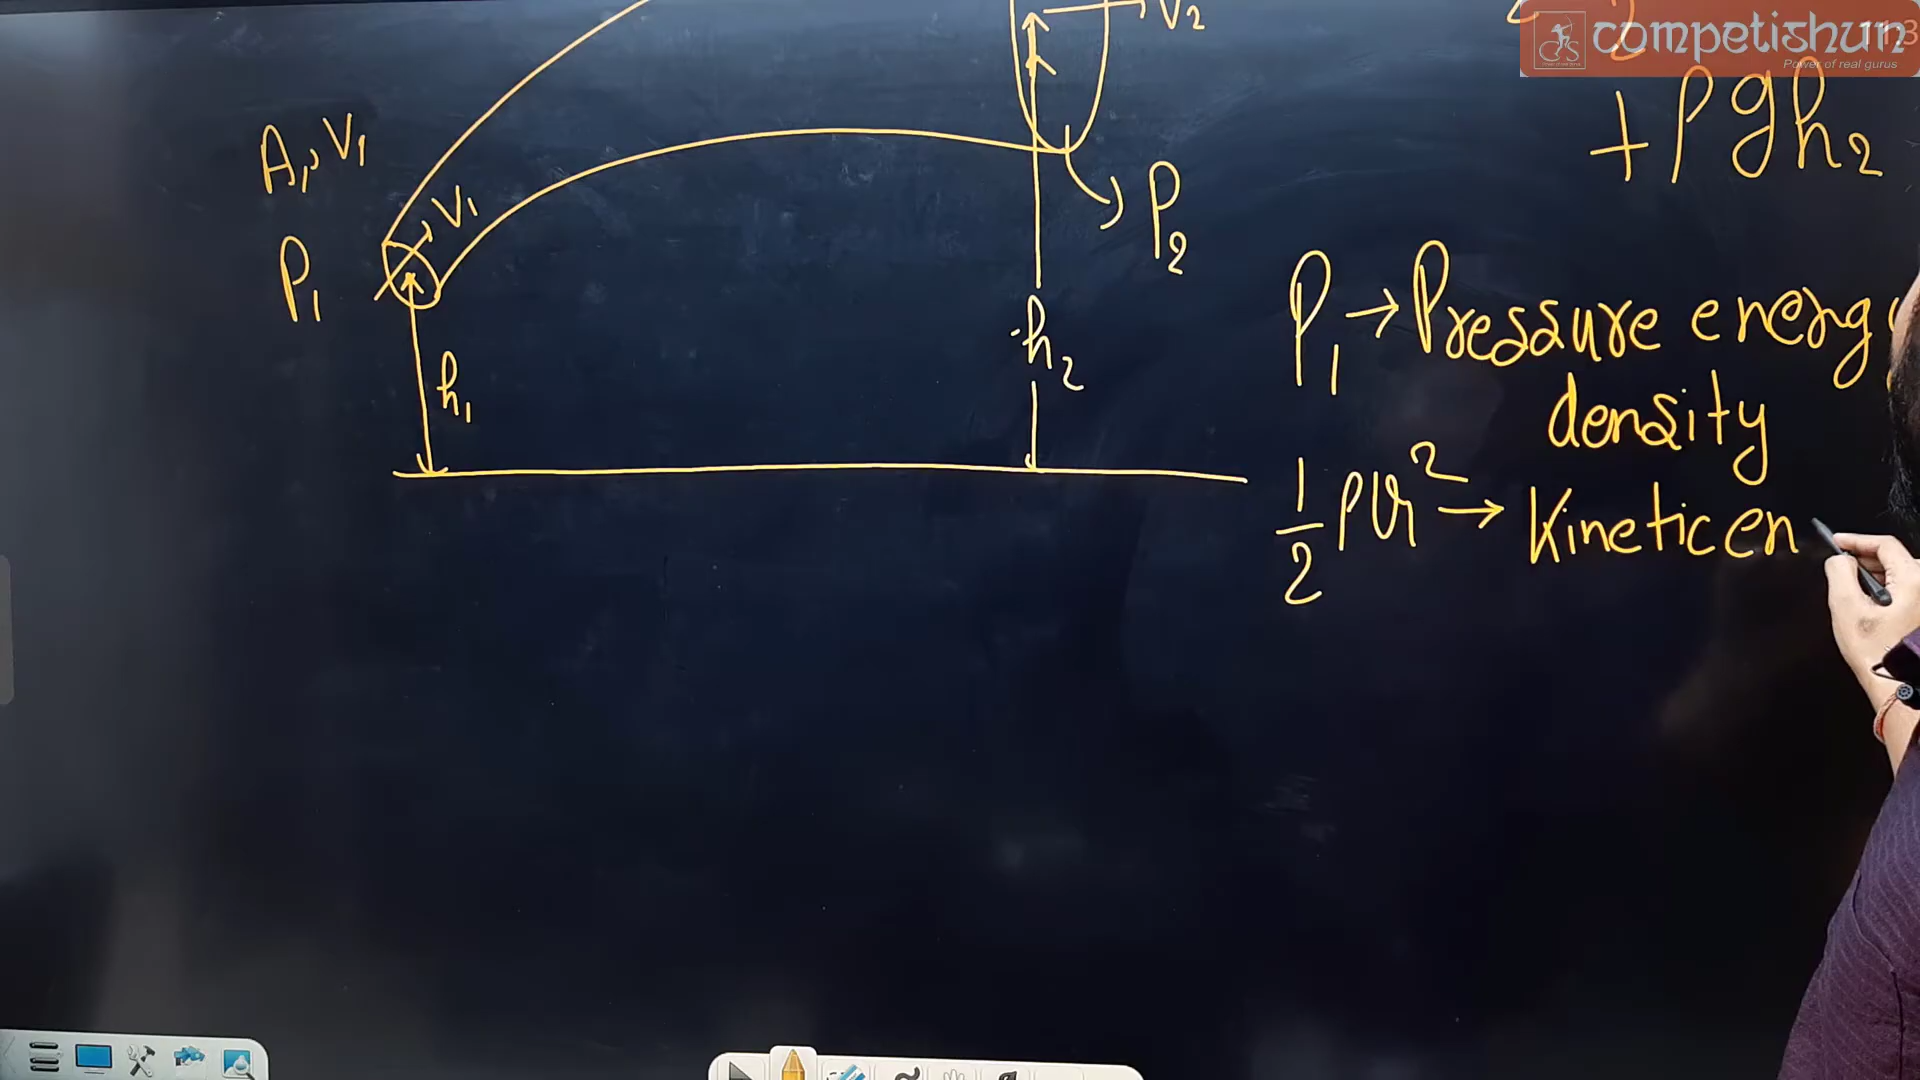 competishun
Power of real gurus
V2
+ ρgh2
A1, V1
V1
P1
P2
h1
h2
P1 → Pressure energy
density
1/2 ρv1² → Kinetic en